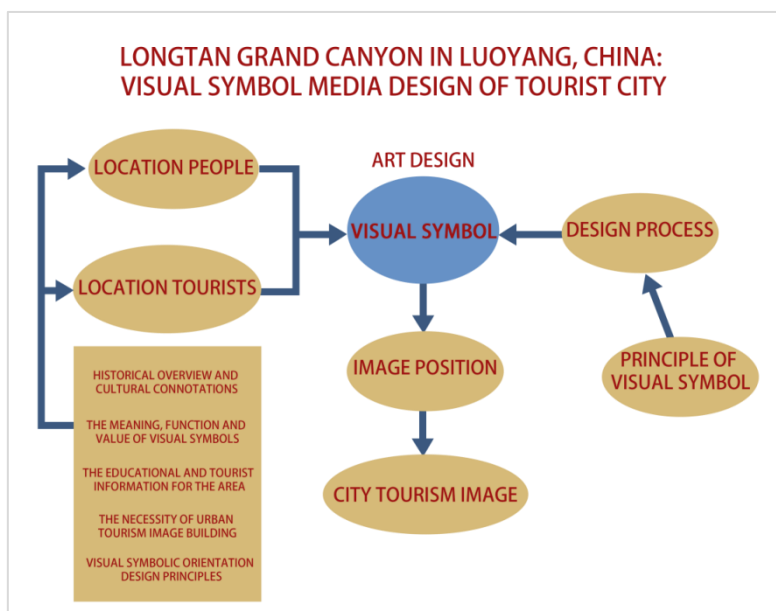 LONGTAN GRAND CANYON IN LUOYANG, CHINA:
VISUAL SYMBOL MEDIA DESIGN OF TOURIST CITY
LOCATION PEOPLE
ART DESIGN
VISUAL SYMBOL
DESIGN PROCESS
LOCATION TOURISTS
IMAGE POSITION
PRINCIPLE OF
VISUAL SYMBOL
HISTORICAL OVERVIEW AND
CULTURAL CONNOTATIONS
THE MEANING, FUNCTION AND
VALUE OF VISUAL SYMBOLS
THE EDUCATIONAL AND TOURIST
INFORMATION FOR THE AREA
THE NECESSITY OF URBAN
TOURISM IMAGE BUILDING
VISUAL SYMBOLIC ORIENTATION
DESIGN PRINCIPLES
CITY TOURISM IMAGE